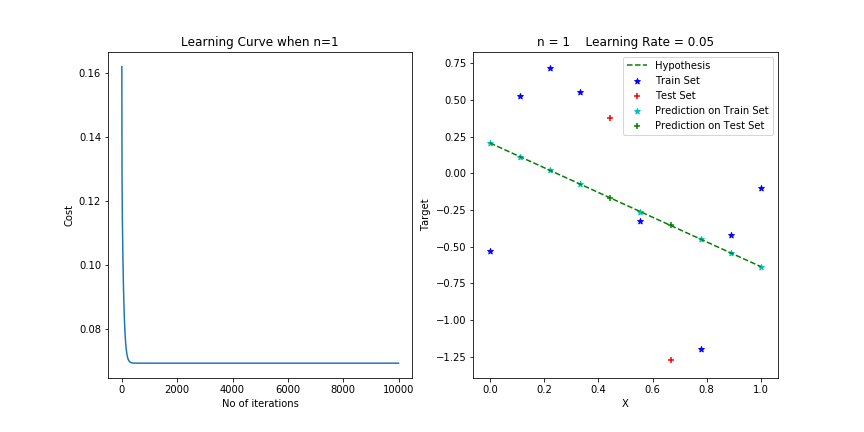 Learning Curve when n=1
0.16
0.14
0.12
0.10
0.08
Cost
0 2000 4000 6000 8000 10000
No of iterations
n = 1    Learning Rate = 0.05
0.75
0.50
0.25
0.00
−0.25
−0.50
−0.75
−1.00
−1.25
Target
0.0 0.2 0.4 0.6 0.8 1.0
X
Hypothesis
Train Set
Test Set
Prediction on Train Set
Prediction on Test Set